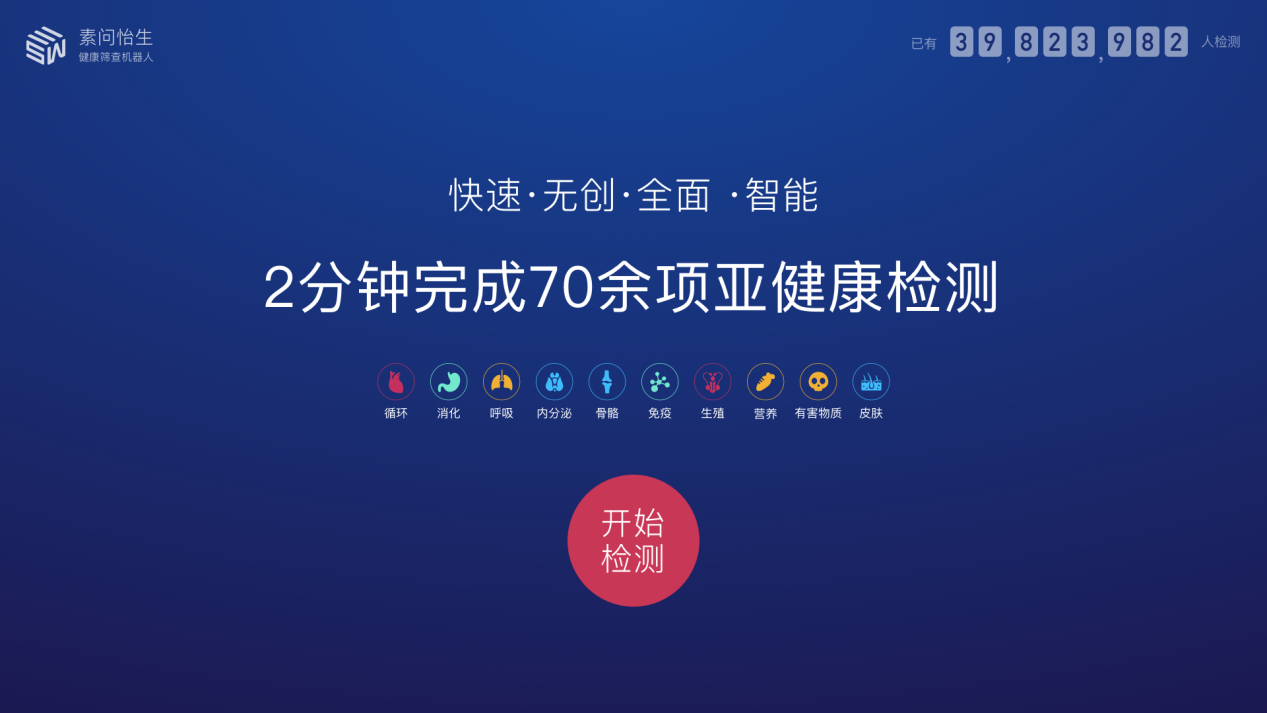 素问怡生
健康筛查机器人
已有 39,823,982 人检测
快速·无创·全面·智能
2分钟完成70余项亚健康检测
循环 消化 呼吸 内分泌 骨骼 免疫 生殖 营养 有害物质 皮肤
开始
检测